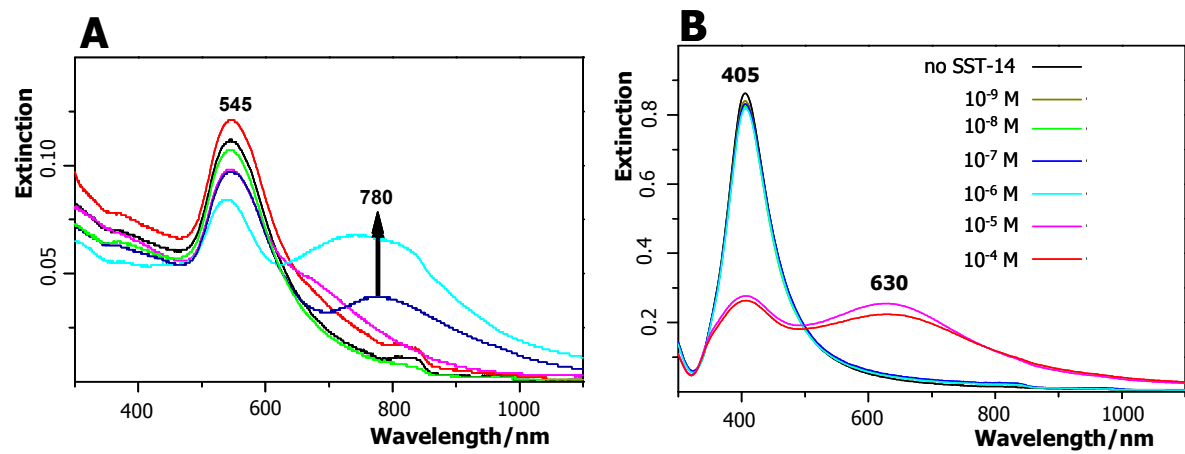 A
Extinction
0.10
0.05
545
780
400
600
800
1000
Wavelength/nm
B
Extinction
0.8
0.6
0.4
0.2
405
630
no SST-14
10⁻⁹ M
10⁻⁸ M
10⁻⁷ M
10⁻⁶ M
10⁻⁵ M
10⁻⁴ M
400
600
800
1000
Wavelength/nm